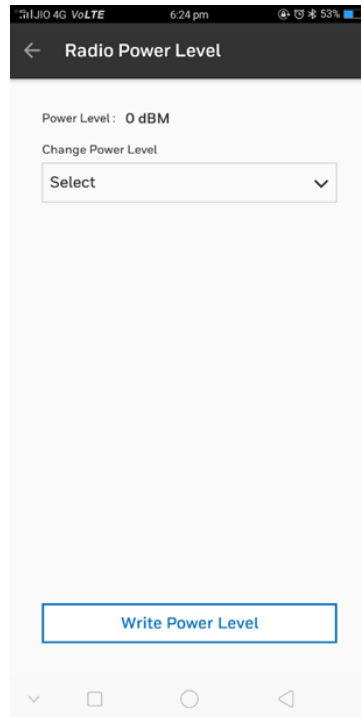 JIO 4G VoLTE 6:24 pm 53%
Radio Power Level
Power Level : 0 dBM
Change Power Level
Select
Write Power Level